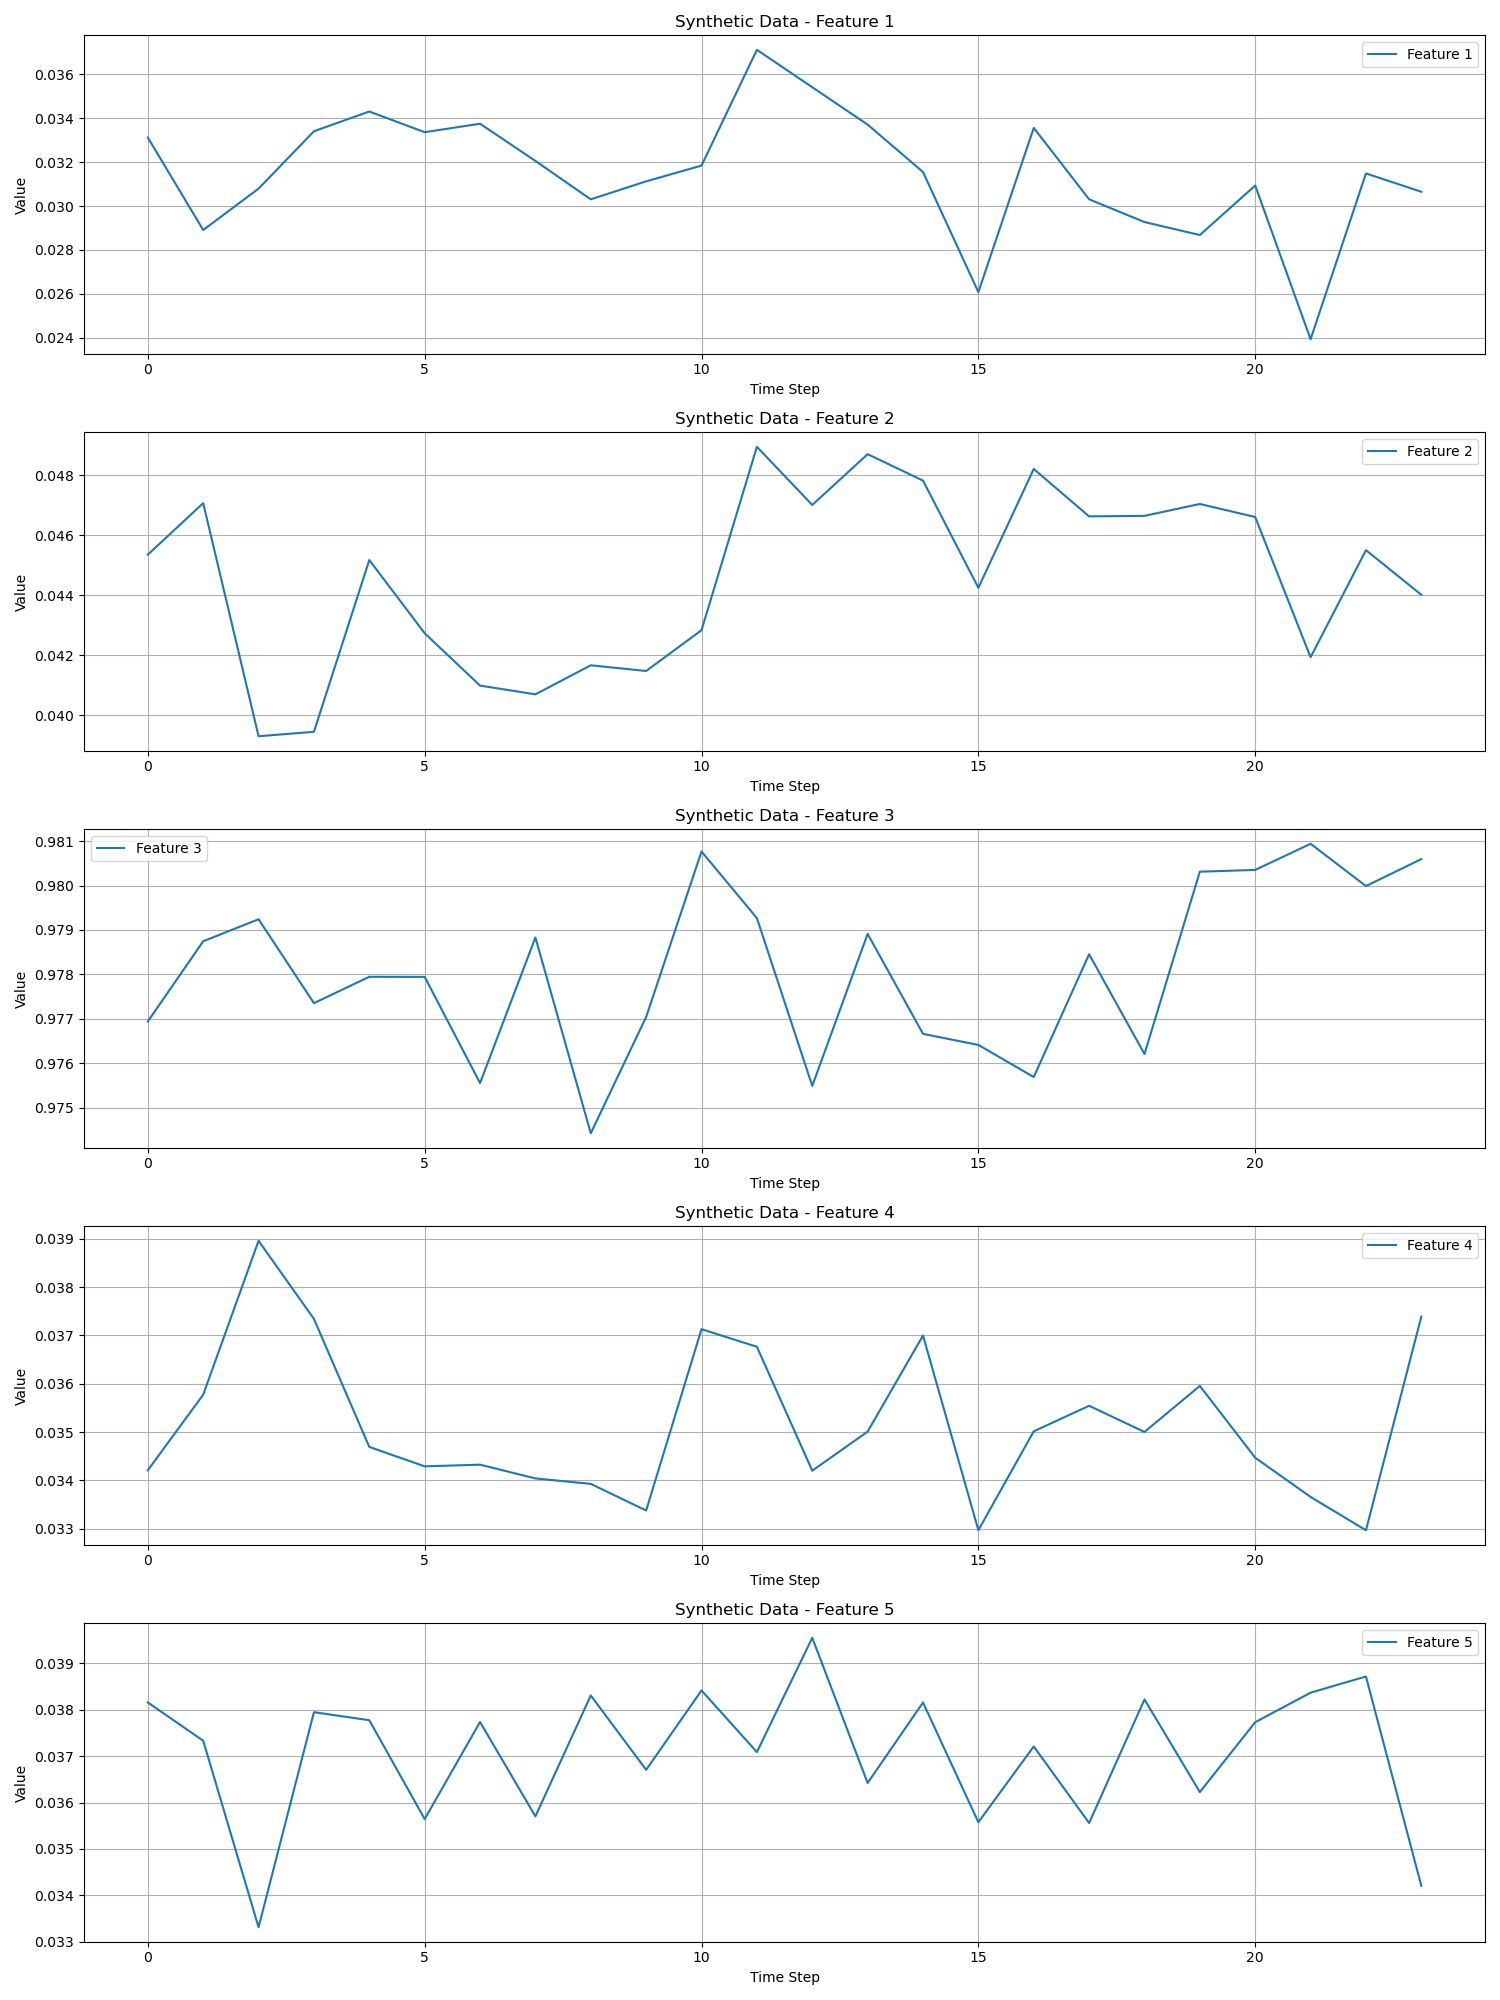 Synthetic Data - Feature 1
Feature 1
0.036
0.034
0.032
0.030
0.028
0.026
0.024
Value
0 5 10 15 20
Time Step
Synthetic Data - Feature 2
Feature 2
0.048
0.046
0.044
0.042
0.040
Value
0 5 10 15 20
Time Step
Synthetic Data - Feature 3
Feature 3
0.981
0.980
0.979
0.978
0.977
0.976
0.975
Value
0 5 10 15 20
Time Step
Synthetic Data - Feature 4
Feature 4
0.039
0.038
0.037
0.036
0.035
0.034
0.033
Value
0 5 10 15 20
Time Step
Synthetic Data - Feature 5
Feature 5
0.039
0.038
0.037
0.036
0.035
0.034
0.033
Value
0 5 10 15 20
Time Step